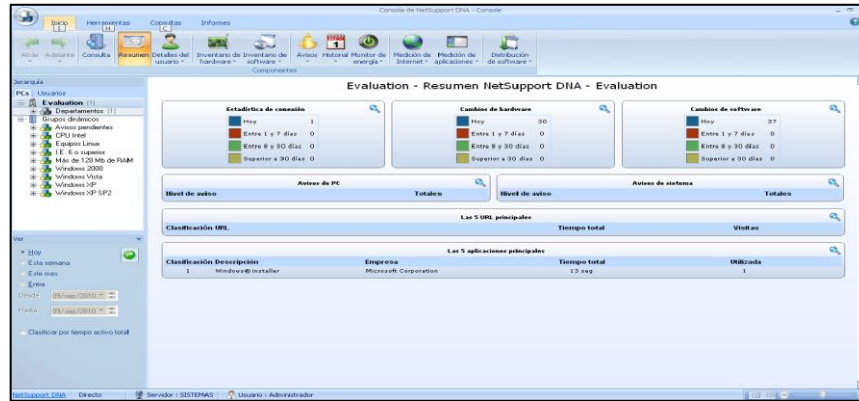 Consola de NetSupport DNA - Console
Inicio Herramientas Consultas Informes
I H C
Atrás Adelante Consulta Resumen Detalles del usuario Inventario de hardware Inventario de software Avisos Historial Monitor de energía Medición de Internet Medición de aplicaciones Distribución de software
Componentes
Jerarquía
PCs Usuarios
Evaluation (1)
Departamentos (1)
Grupos dinámicos
Avisos pendientes
CPU Intel
Equipos Linux
I.E. 6 o superior
Más de 128 Mb de RAM
Windows 2000
Windows Vista
Windows XP
Windows XP SP2
Ver
Hoy
Esta semana
Este mes
Entre
Desde 09/sep/2010
Hasta 09/sep/2010
Clasificar por tiempo activo total
Evaluation - Resumen NetSupport DNA - Evaluation
Estadística de conexión
Hoy 1
Entre 1 y 7 días 0
Entre 8 y 30 días 0
Superior a 30 días 0
Cambios de hardware
Hoy 30
Entre 1 y 7 días 0
Entre 8 y 30 días 0
Superior a 30 días 0
Cambios de software
Hoy 37
Entre 1 y 7 días 0
Entre 8 y 30 días 0
Superior a 30 días 0
Avisos de PC
Nivel de aviso Totales
Avisos de sistema
Nivel de aviso Totales
Las 5 URL principales
Clasificación URL Tiempo total Visitas
Las 5 aplicaciones principales
Clasificación Descripción Empresa Tiempo total Utilizada
1 Windows® installer Microsoft Corporation 13 seg 1
NetSupport DNA Directo Servidor : SISTEMAS Usuario : Administrador